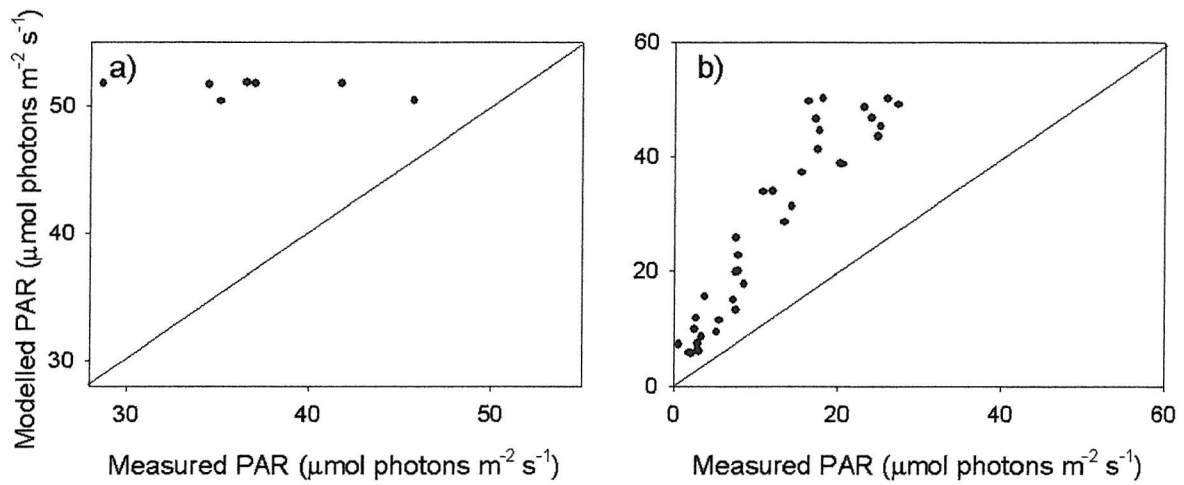 Modelled PAR (μmol photons m⁻² s⁻¹)
a)
50
40
30
30 40 50
Measured PAR (μmol photons m⁻² s⁻¹)
b)
60
40
20
0
0 20 40 60
Measured PAR (μmol photons m⁻² s⁻¹)